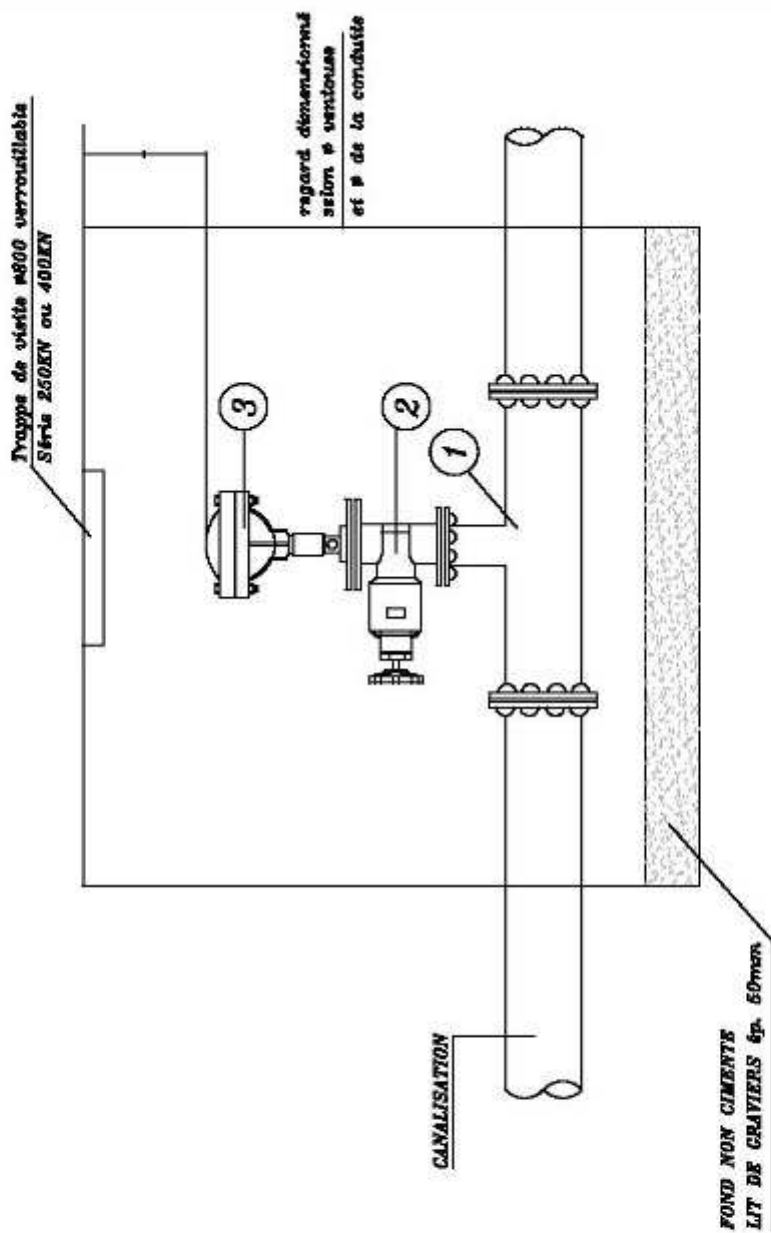 Trappe de visite ø800 verrouillable
Série 250KN ou 400KN
regard dimensionné
selon ø ventouse
et ø de la conduite
3
2
1
CANALISATION
FOND NON CIMENTE
LIT DE GRAVIERS ép. 50mm